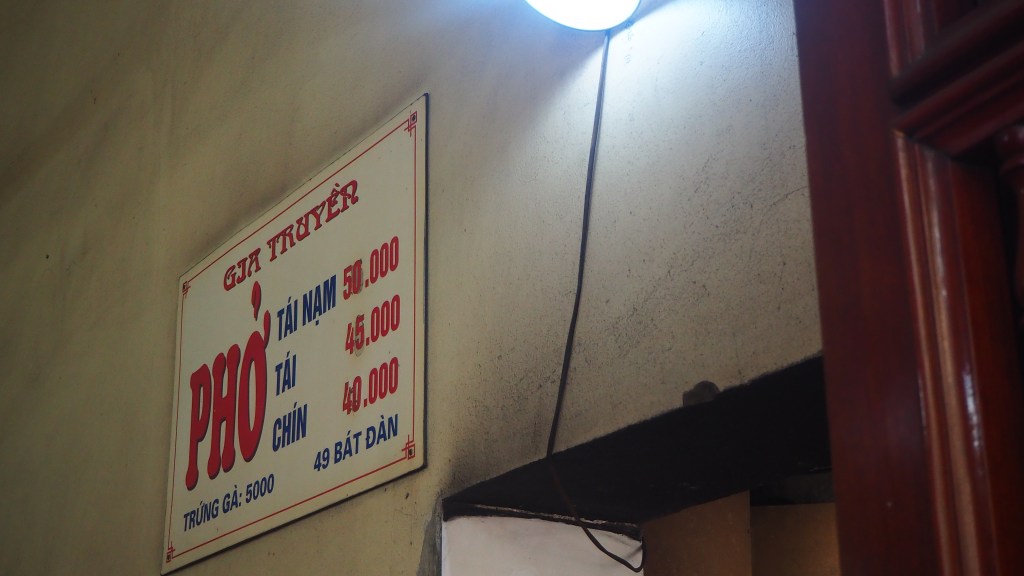 GIA TRUYỀN
PHỞ
TÁI NẠM 50.000
TÁI 45.000
CHÍN 40.000
49 BÁT ĐÀN
TRỨNG GÀ: 5000